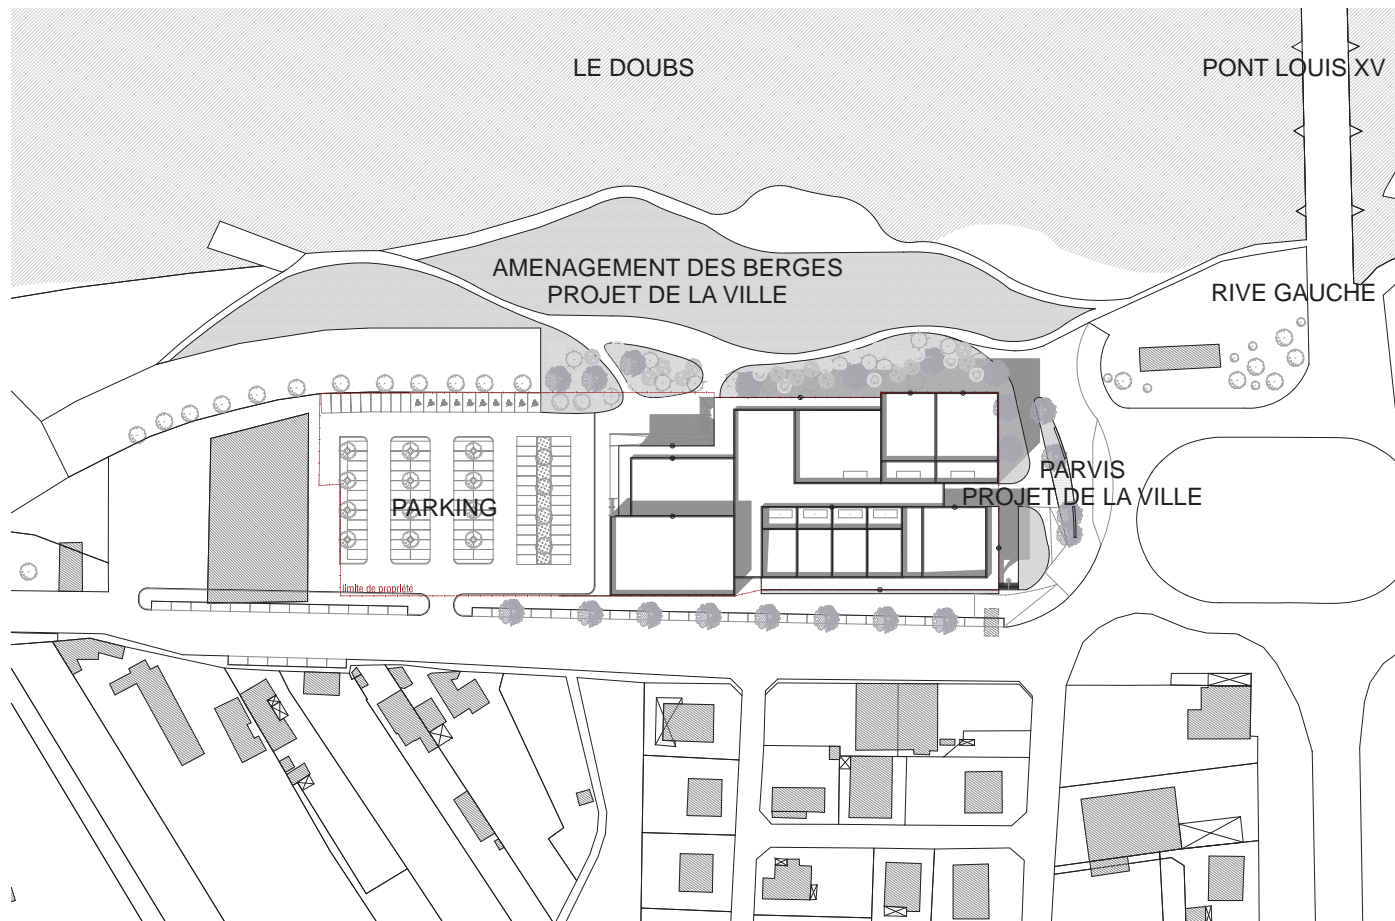 LE DOUBS
PONT LOUIS XV
AMENAGEMENT DES BERGES
PROJET DE LA VILLE
RIVE GAUCHE
PARVIS
PROJET DE LA VILLE
PARKING
limite de propriété